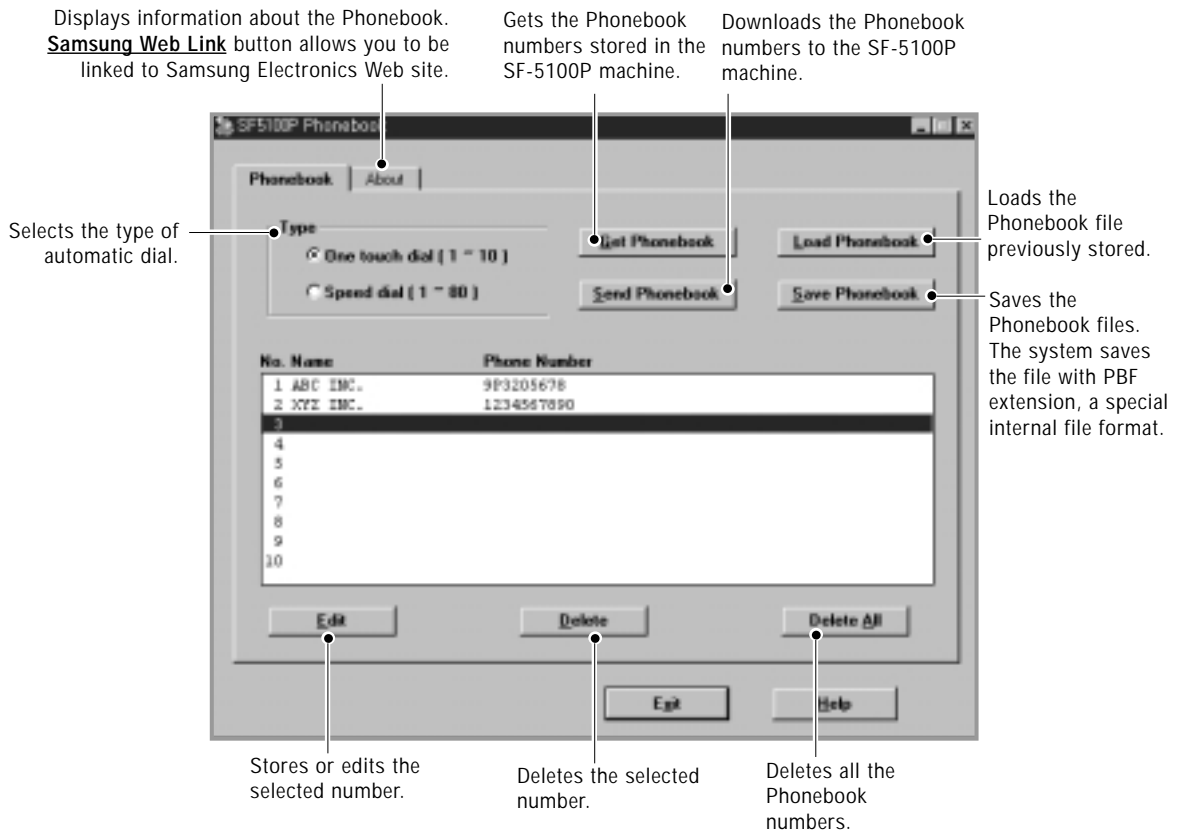 Displays information about the Phonebook.
Samsung Web Link button allows you to be
linked to Samsung Electronics Web site.
Gets the Phonebook
numbers stored in the
SF-5100P machine.
Downloads the Phonebook
numbers to the SF-5100P
machine.
SF5100P Phonebook
Phonebook
About
Selects the type of
automatic dial.
Type
One touch dial ( 1 ~ 10 )
Speed dial ( 1 ~ 80 )
Get Phonebook
Load Phonebook
Send Phonebook
Save Phonebook
Loads the
Phonebook file
previously stored.
Saves the
Phonebook files.
The system saves
the file with PBF
extension, a special
internal file format.
No. Name Phone Number
1 ABC INC. 9P3205678
2 XYZ INC. 1234567890
3
4
5
6
7
8
9
10
Edit
Delete
Delete All
Exit
Help
Stores or edits the
selected number.
Deletes the selected
number.
Deletes all the
Phonebook
numbers.